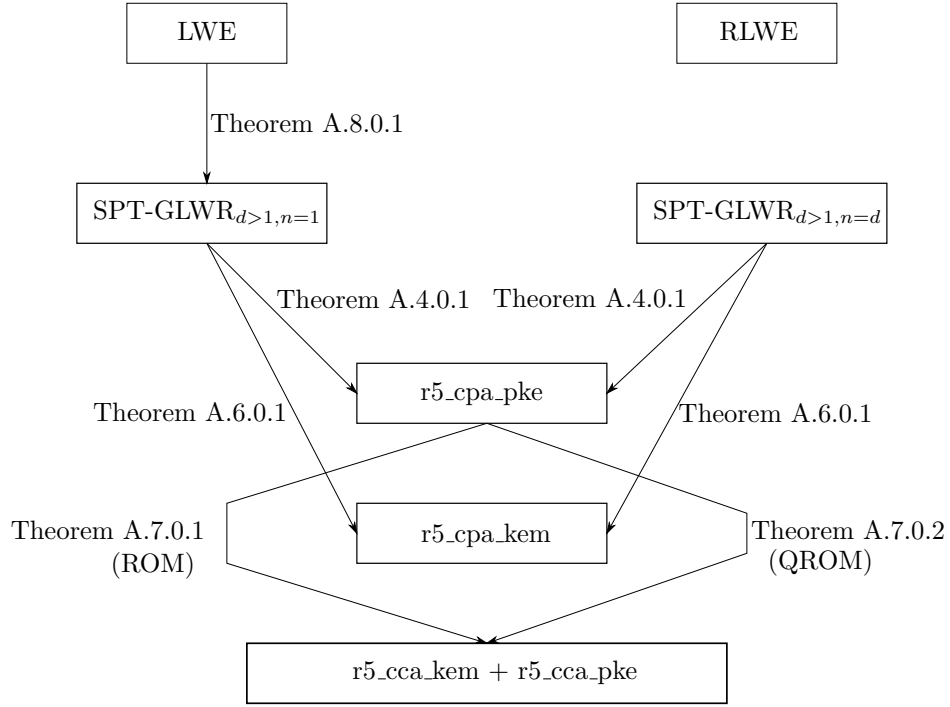 LWE
RLWE
Theorem A.8.0.1
SPT-GLWR_{d>1,n=1}
SPT-GLWR_{d>1,n=d}
Theorem A.4.0.1
Theorem A.4.0.1
r5_cpa_pke
Theorem A.6.0.1
Theorem A.6.0.1
Theorem A.7.0.1
(ROM)
r5_cpa_kem
Theorem A.7.0.2
(QROM)
r5_cca_kem + r5_cca_pke